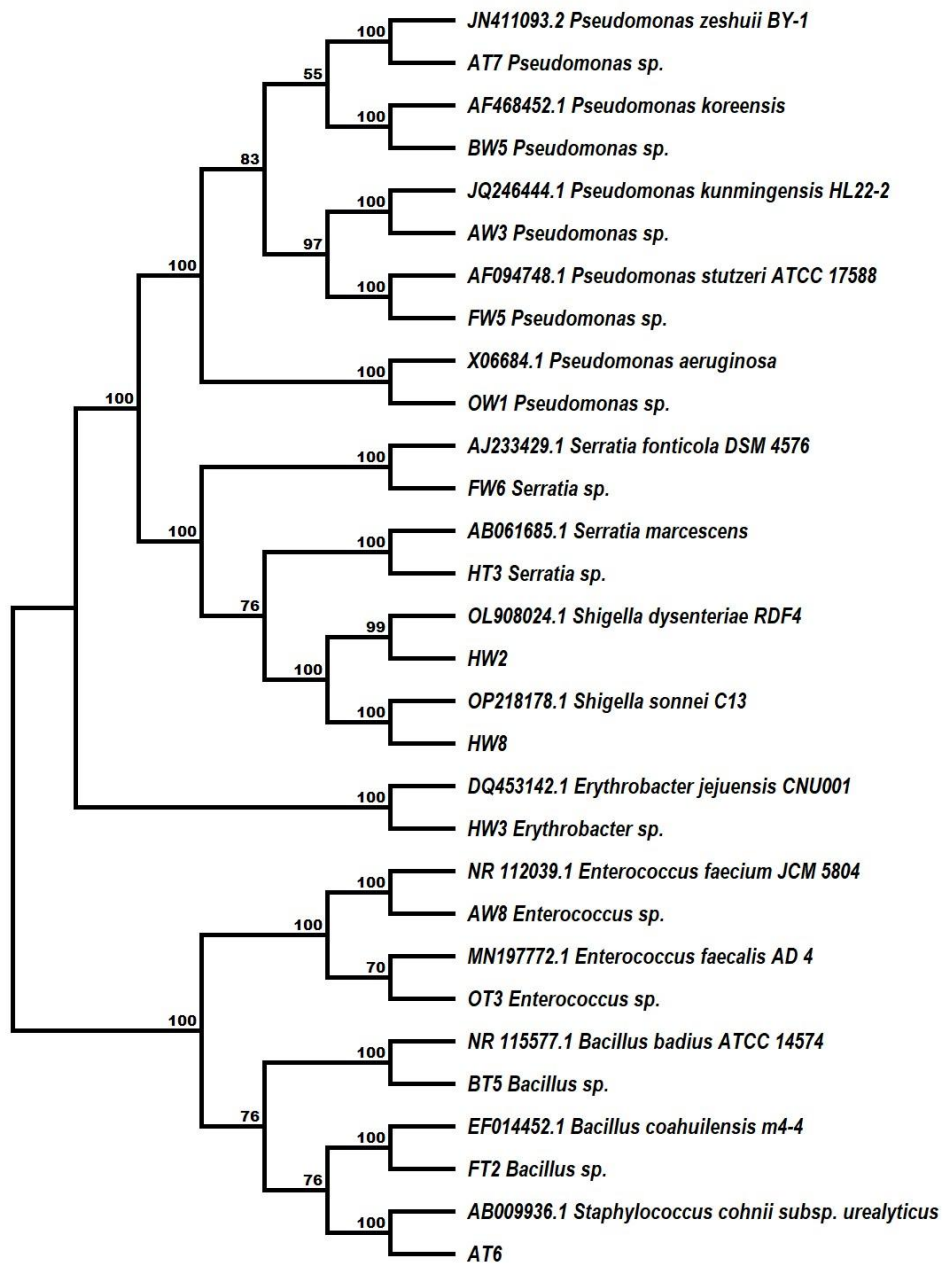 100
JN411093.2 Pseudomonas zeshuii BY-1
AT7 Pseudomonas sp.
55
100
AF468452.1 Pseudomonas koreensis
BW5 Pseudomonas sp.
83
100
JQ246444.1 Pseudomonas kunmingensis HL22-2
AW3 Pseudomonas sp.
97
100
AF094748.1 Pseudomonas stutzeri ATCC 17588
FW5 Pseudomonas sp.
100
100
X06684.1 Pseudomonas aeruginosa
OW1 Pseudomonas sp.
100
100
AJ233429.1 Serratia fonticola DSM 4576
FW6 Serratia sp.
100
100
AB061685.1 Serratia marcescens
HT3 Serratia sp.
76
99
OL908024.1 Shigella dysenteriae RDF4
HW2
100
100
OP218178.1 Shigella sonnei C13
HW8
100
DQ453142.1 Erythrobacter jejuensis CNU001
HW3 Erythrobacter sp.
100
NR 112039.1 Enterococcus faecium JCM 5804
AW8 Enterococcus sp.
100
70
MN197772.1 Enterococcus faecalis AD 4
OT3 Enterococcus sp.
100
100
NR 115577.1 Bacillus badius ATCC 14574
BT5 Bacillus sp.
76
100
EF014452.1 Bacillus coahuilensis m4-4
FT2 Bacillus sp.
76
100
AB009936.1 Staphylococcus cohnii subsp. urealyticus
AT6